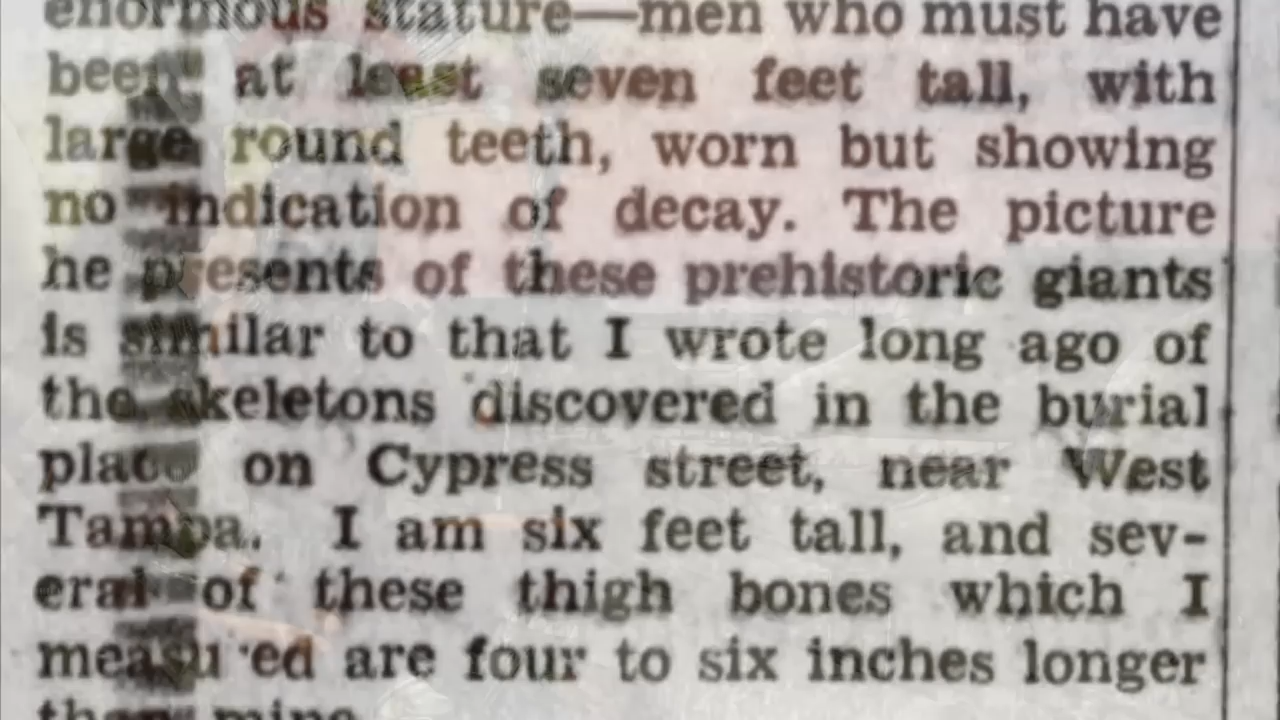 enormous stature—men who must have
been at least seven feet tall, with
large round teeth, worn but showing
no indication of decay. The picture
he presents of these prehistoric giants
is similar to that I wrote long ago of
the skeletons discovered in the burial
place on Cypress street, near West
Tampa. I am six feet tall, and sev-
eral of these thigh bones which I
measured are four to six inches longer
than mine